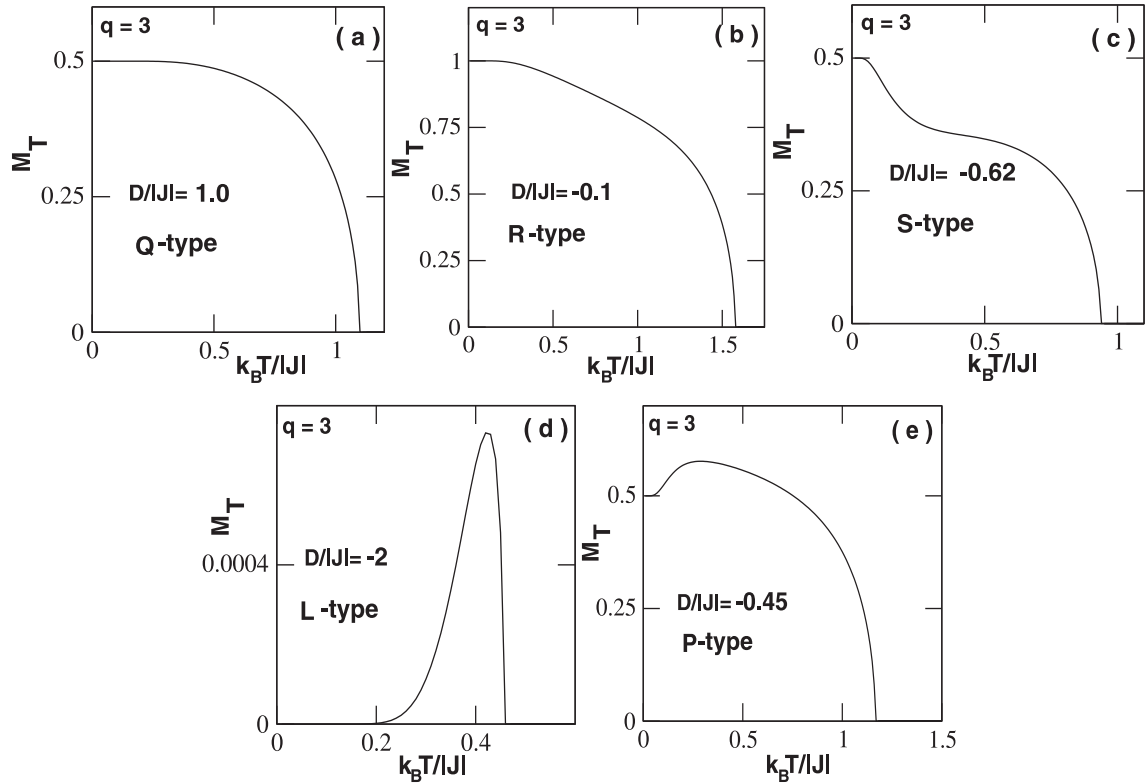 q = 3
( a )
0.5
0.25
0
M_T
D/|J|= 1.0
Q-type
0
0.5
1
k_BT/|J|
q = 3
( b )
1
0.75
0.5
0.25
0
M_T
D/|J|= -0.1
R-type
0
0.5
1
1.5
k_BT/|J|
q = 3
( c )
0.5
0.25
0
M_T
D/|J|= -0.62
S-type
0
0.5
1
k_BT/|J|
q = 3
( d )
0.0004
0
M_T
D/|J|= -2
L-type
0
0.2
0.4
k_BT/|J|
q = 3
( e )
0.5
0.25
0
M_T
D/|J|= -0.45
P-type
0
0.5
1
1.5
k_BT/|J|